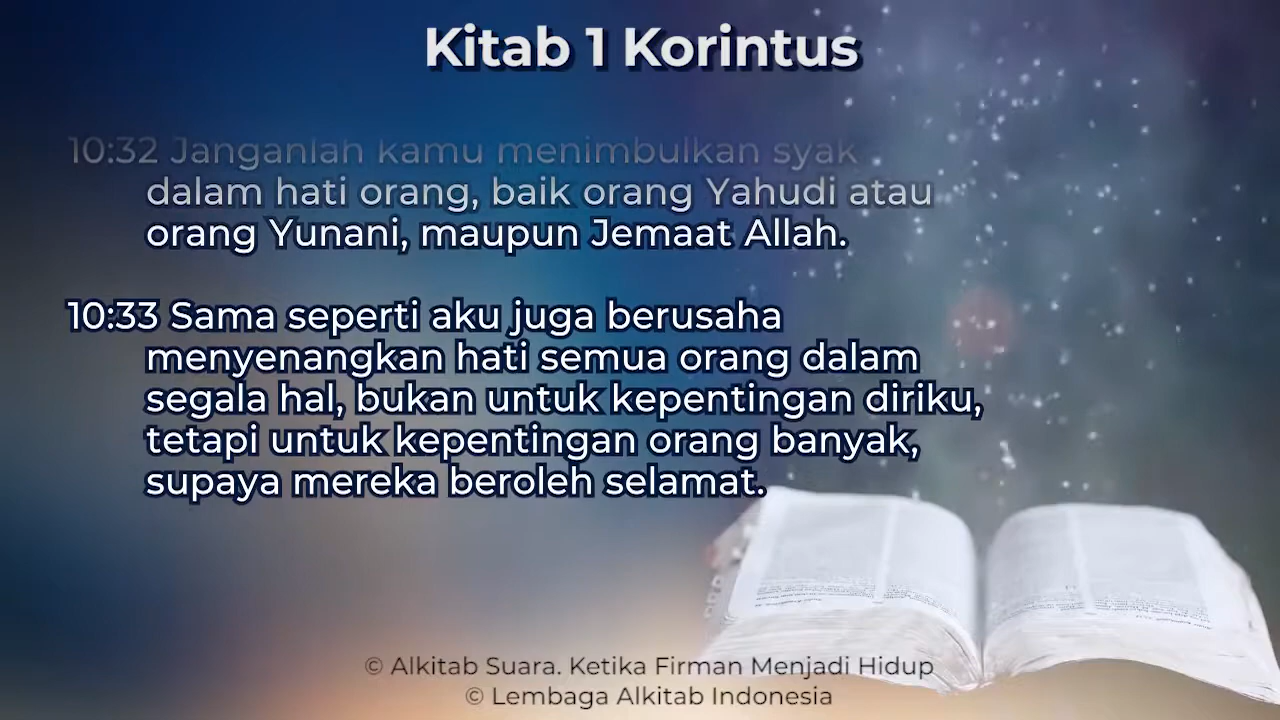 Kitab 1 Korintus
10:32 Janganlah kamu menimbulkan syak
dalam hati orang, baik orang Yahudi atau
orang Yunani, maupun Jemaat Allah.
10:33 Sama seperti aku juga berusaha
menyenangkan hati semua orang dalam
segala hal, bukan untuk kepentingan diriku,
tetapi untuk kepentingan orang banyak,
supaya mereka beroleh selamat.
© Alkitab Suara. Ketika Firman Menjadi Hidup
© Lembaga Alkitab Indonesia